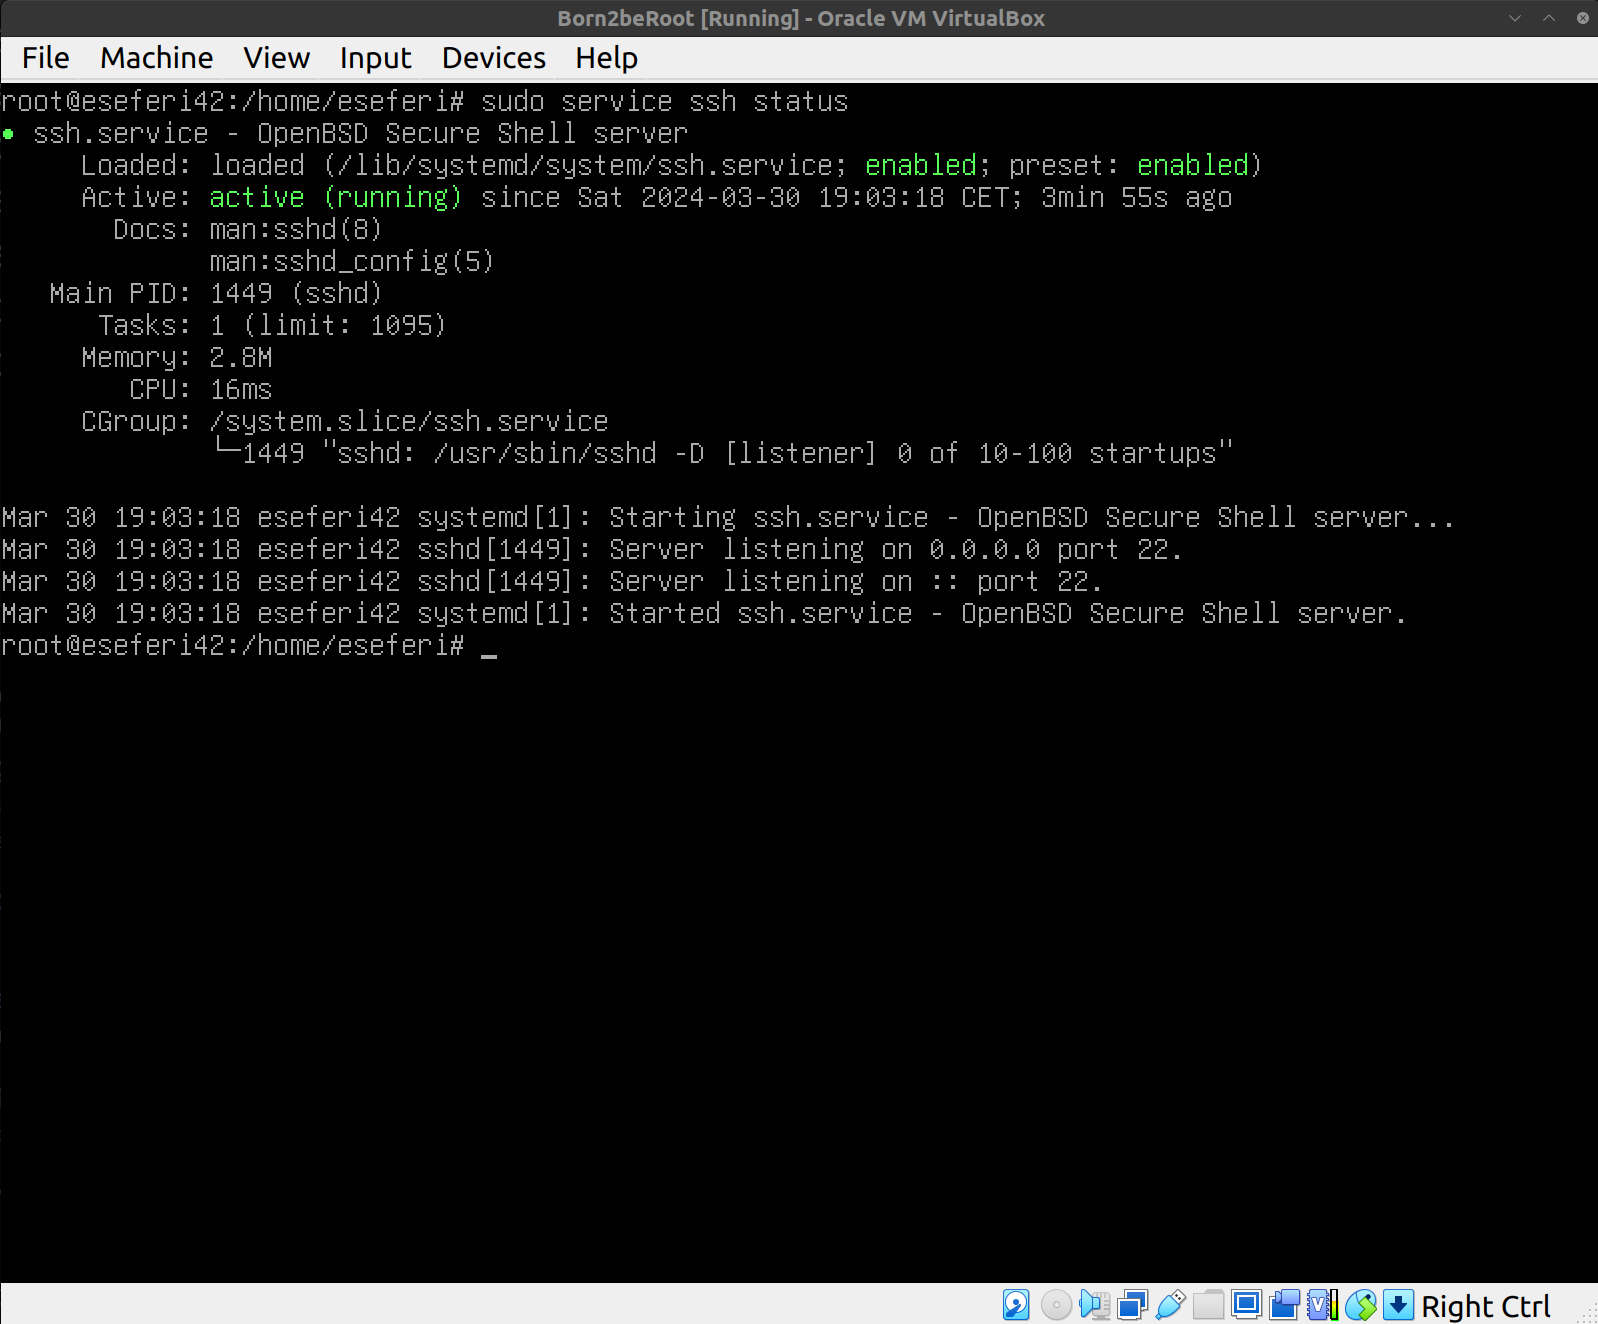 Born2beRoot [Running] - Oracle VM VirtualBox
File Machine View Input Devices Help
root@eseferi42:/home/eseferi# sudo service ssh status
● ssh.service - OpenBSD Secure Shell server
     Loaded: loaded (/lib/systemd/system/ssh.service; enabled; preset: enabled)
     Active: active (running) since Sat 2024-03-30 19:03:18 CET; 3min 55s ago
       Docs: man:sshd(8)
             man:sshd_config(5)
   Main PID: 1449 (sshd)
      Tasks: 1 (limit: 1095)
     Memory: 2.8M
        CPU: 16ms
     CGroup: /system.slice/ssh.service
             └─1449 "sshd: /usr/sbin/sshd -D [listener] 0 of 10-100 startups"
Mar 30 19:03:18 eseferi42 systemd[1]: Starting ssh.service - OpenBSD Secure Shell server...
Mar 30 19:03:18 eseferi42 sshd[1449]: Server listening on 0.0.0.0 port 22.
Mar 30 19:03:18 eseferi42 sshd[1449]: Server listening on :: port 22.
Mar 30 19:03:18 eseferi42 systemd[1]: Started ssh.service - OpenBSD Secure Shell server.
root@eseferi42:/home/eseferi# _
Right Ctrl